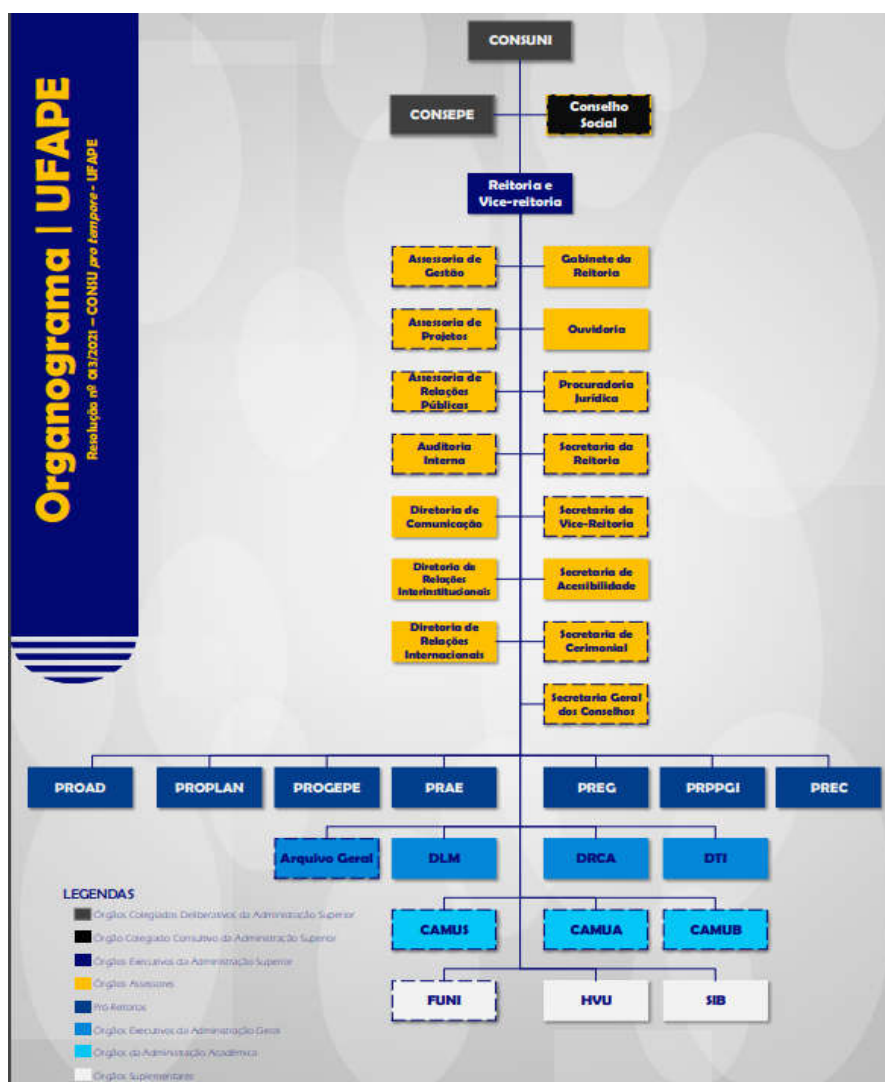 Organograma | UFAPE
Resolução nº 013/2021 – CONSU pro tempore - UFAPE
CONSUNI
CONSEPE
Conselho
Social
Reitoria e
Vice-reitoria
Assessoria de
Gestão
Gabinete da
Reitoria
Assessoria de
Projetos
Ouvidoria
Assessoria de
Relações
Públicas
Procuradoria
Jurídica
Auditoria
Interna
Secretaria da
Reitoria
Diretoria de
Comunicação
Secretaria da
Vice-Reitoria
Diretoria de
Relações
Interinstitucionais
Secretaria de
Acessibilidade
Diretoria de
Relações
Internacionais
Secretaria de
Cerimonial
Secretaria Geral
dos Conselhos
PROAD
PROPLAN
PROGEPE
PRAE
PREG
PRPPGI
PREC
Arquivo Geral
DLM
DRCA
DTI
CAMUS
CAMUA
CAMUB
FUNI
HVU
SIB
LEGENDAS
Órgãos Colegiados Deliberativos da Administração Superior
Órgão Colegiado Consultivo da Administração Superior
Órgãos Executivos da Administração Superior
Órgãos Assessores
Pró-Reitorias
Órgãos Executivos da Administração Geral
Órgãos da Administração Acadêmica
Órgãos Suplementares